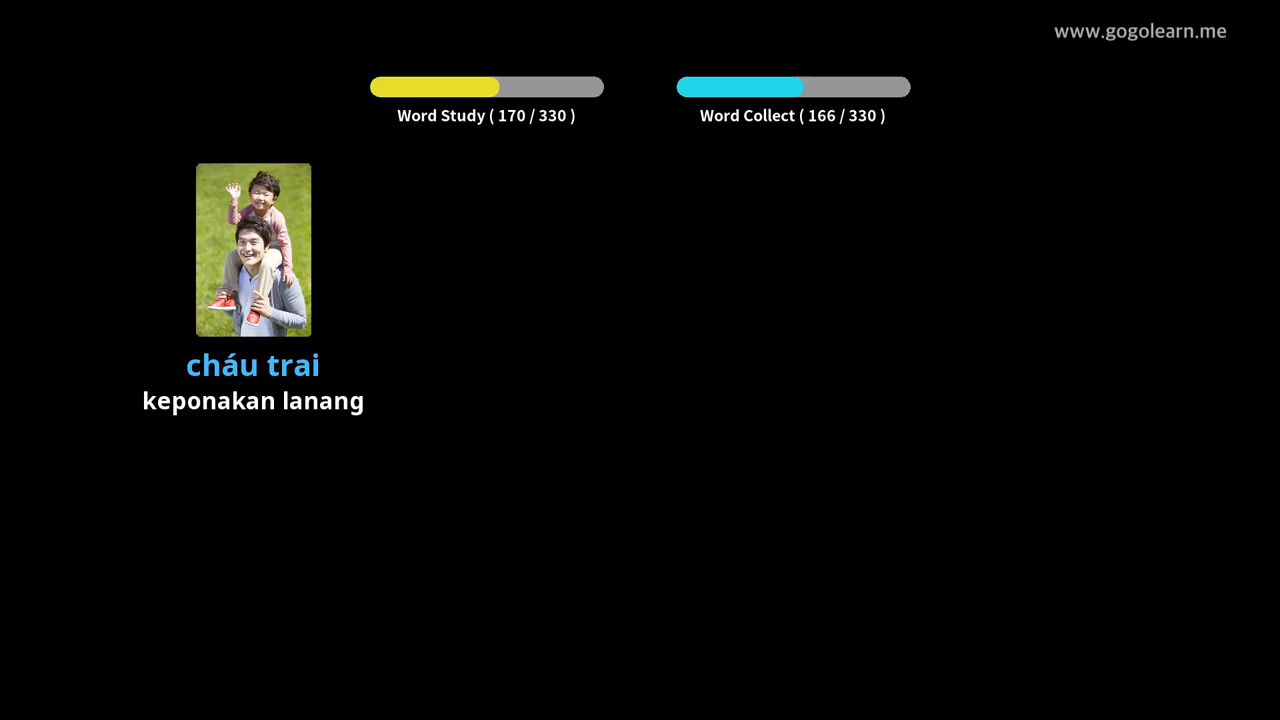 www.gogolearn.me
Word Study ( 170 / 330 )
Word Collect ( 166 / 330 )
cháu trai
keponakan lanang